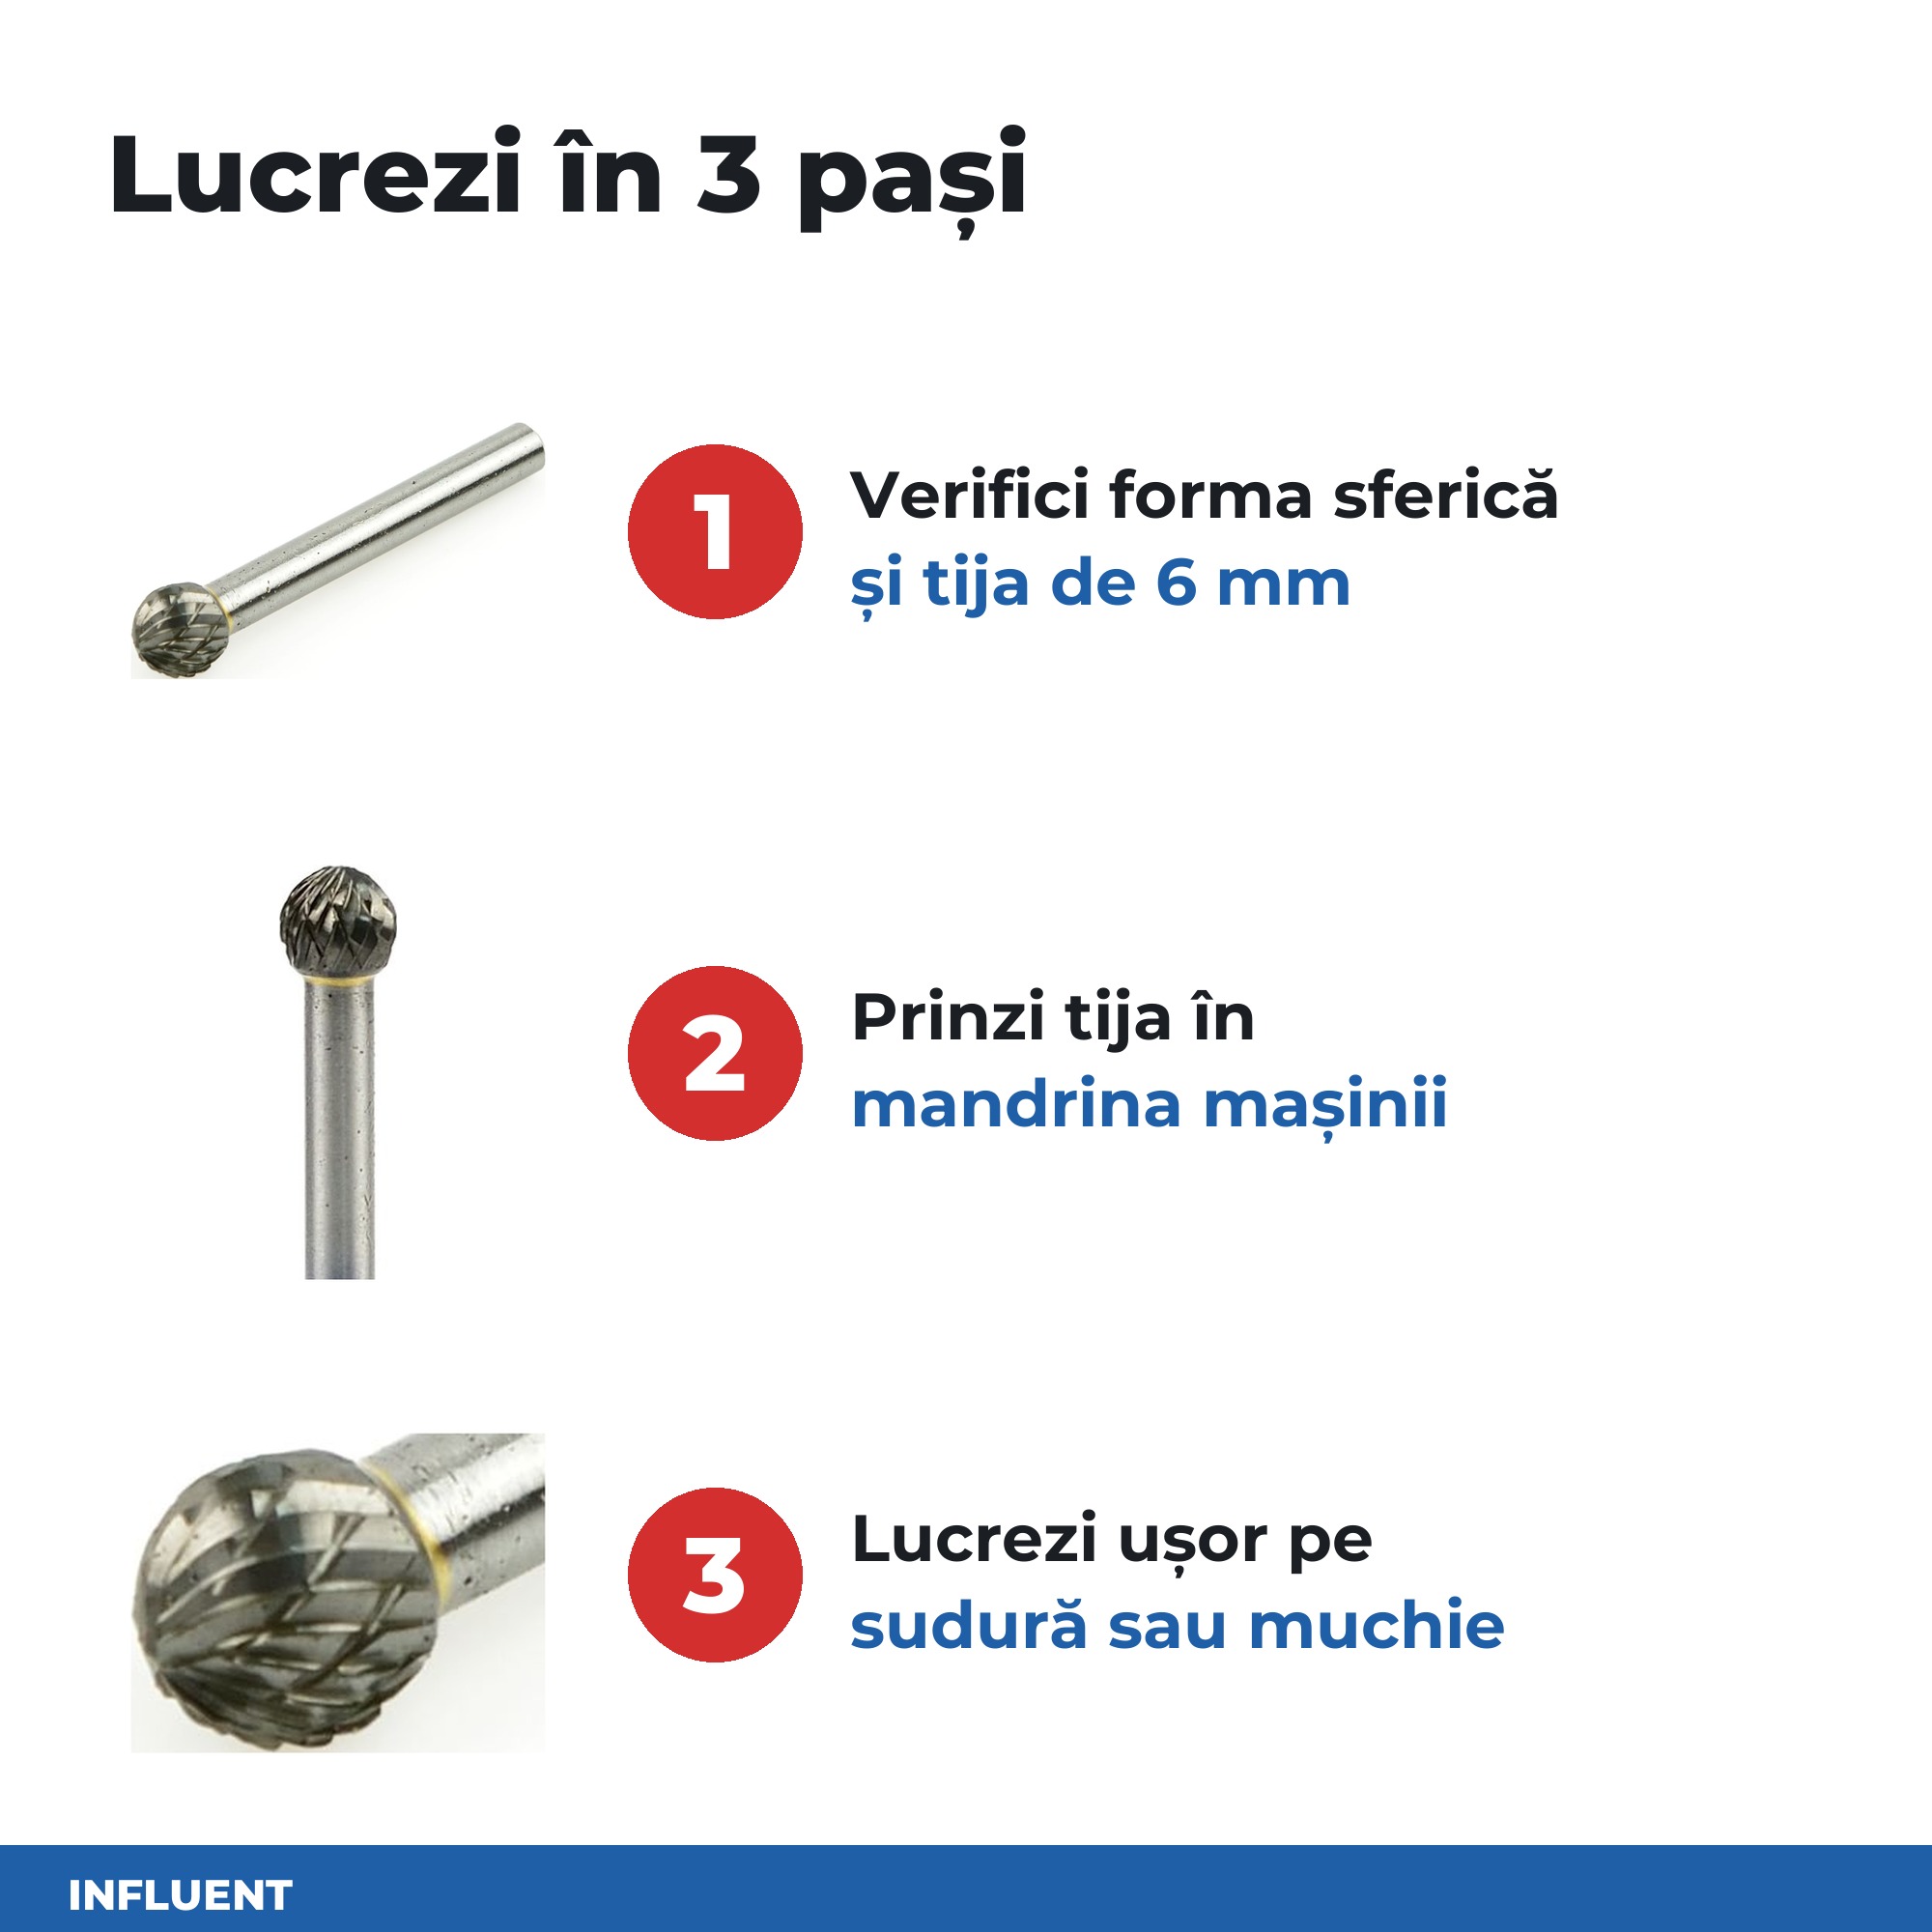 Lucrezi în 3 pași
1
Verifici forma sferică
și tija de 6 mm
2
Prinzi tija în
mandrina mașinii
3
Lucrezi ușor pe
sudură sau muchie
INFLUENT